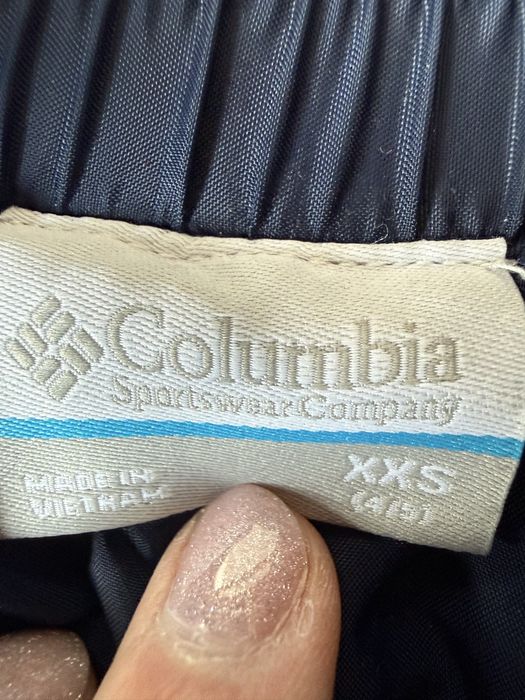 Columbia
Sportswear Company
MADE IN
VIETNAM
XXS
(4/5)